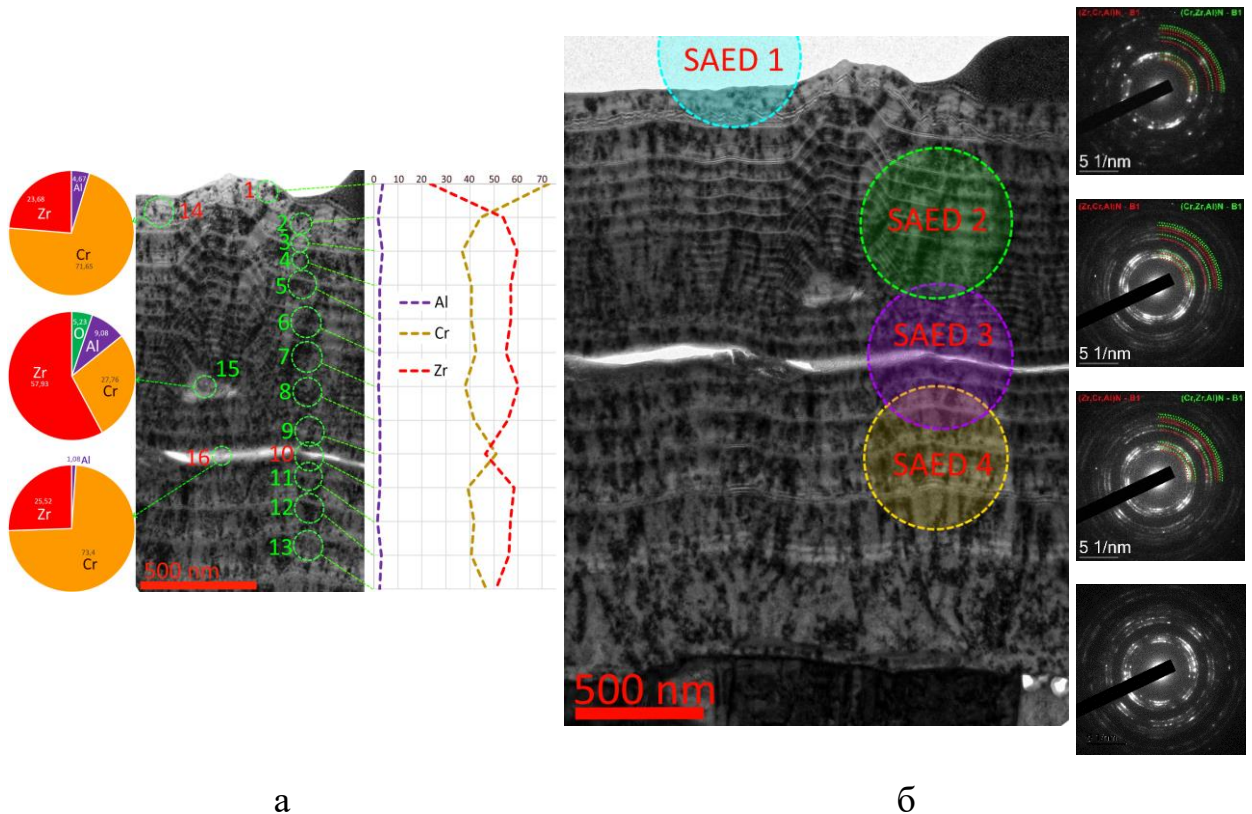 4,67
Al
23,68
Zr
Cr
71,65
5,23
O
9,08
Al
Zr
57,93
27,76
Cr
1,08 Al
25,52
Zr
73,4
Cr
1
14
2
3
4
5
6
7
15
8
9
16
10
11
12
13
500 nm
0 10 20 30 40 50 60 70
Al
Cr
Zr
SAED 1
SAED 2
SAED 3
SAED 4
500 nm
(Zr,Cr,Al)N - B1 (Cr,Zr,Al)N - B1
5 1/nm
(Zr,Cr,Al)N - B1 (Cr,Zr,Al)N - B1
5 1/nm
(Zr,Cr,Al)N - B1 (Cr,Zr,Al)N - B1
5 1/nm
5 1/nm
а
б